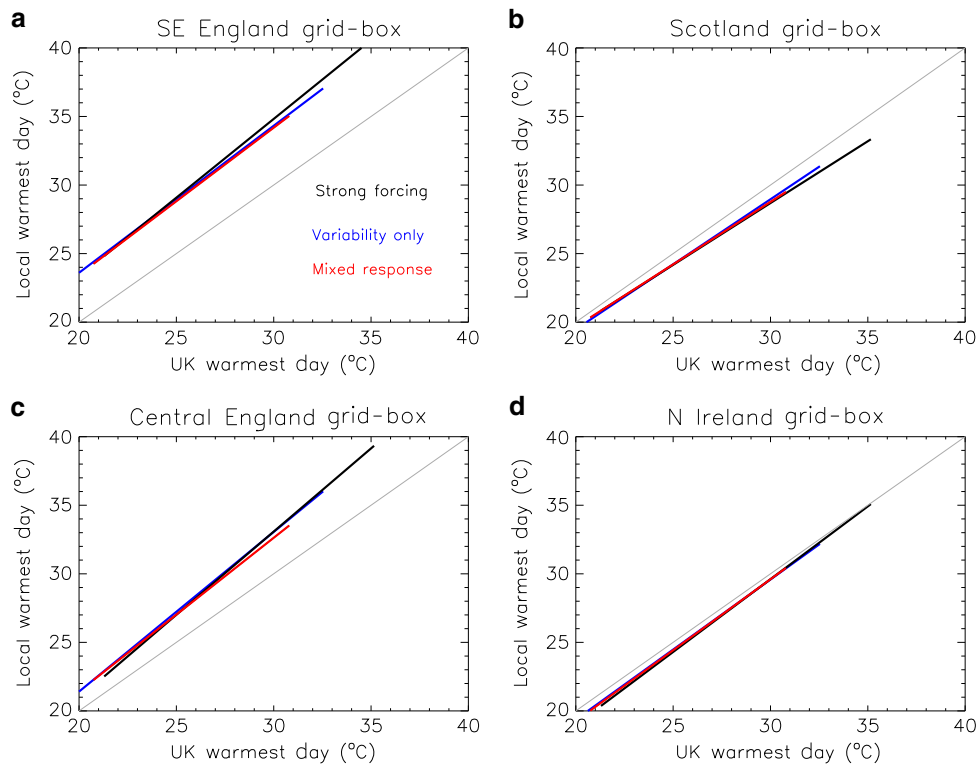 a
SE England grid-box
40
35
30
25
20
20
25
30
35
40
Local warmest day (°C)
UK warmest day (°C)
Strong forcing
Variability only
Mixed response
b
Scotland grid-box
40
35
30
25
20
20
25
30
35
40
Local warmest day (°C)
UK warmest day (°C)
c
Central England grid-box
40
35
30
25
20
20
25
30
35
40
Local warmest day (°C)
UK warmest day (°C)
d
N Ireland grid-box
40
35
30
25
20
20
25
30
35
40
Local warmest day (°C)
UK warmest day (°C)